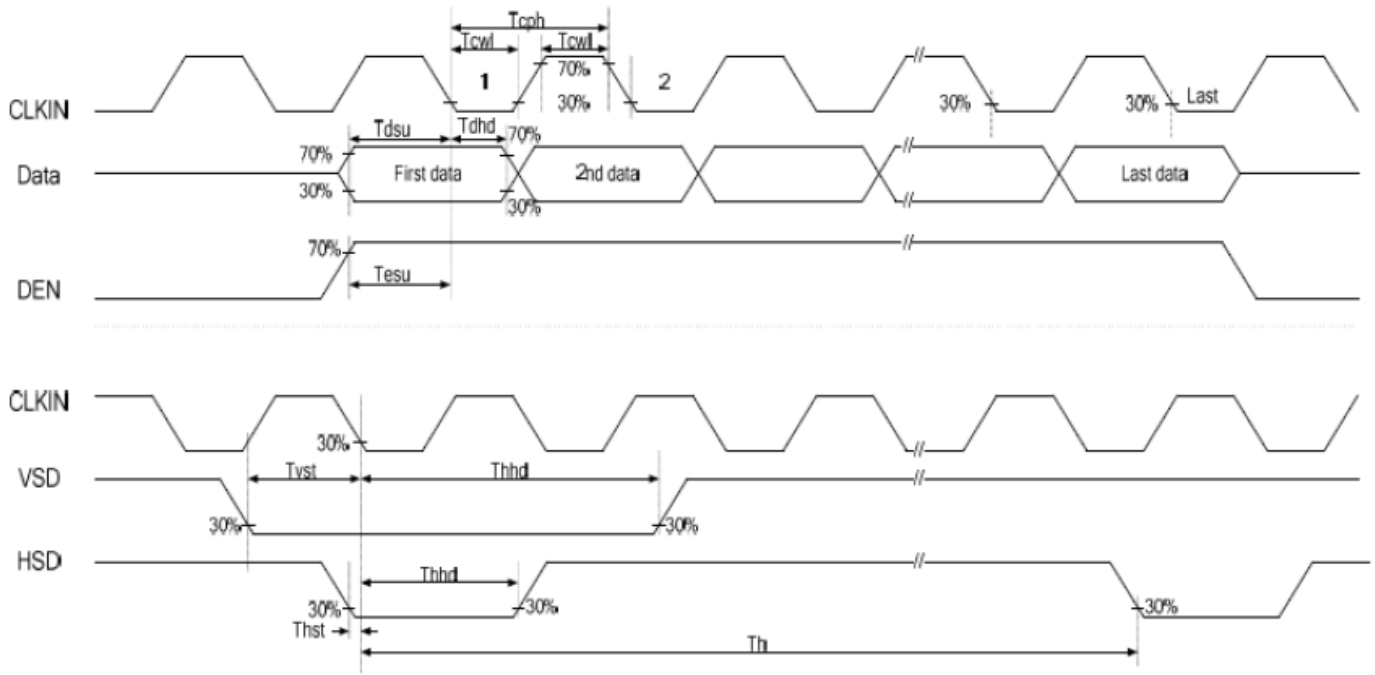 Tcph
Tcwl Tcwll
1 70% 2
CLKIN 30% 30% 30% Last
Tdsu Tdhd
70% 70%
Data First data 2nd data Last data
30% 30%
70%
DEN Tesu
CLKIN
30%
VSD Tvst Thhd
30% 30%
HSD
Thhd
30% 30% 30%
Thst
Th